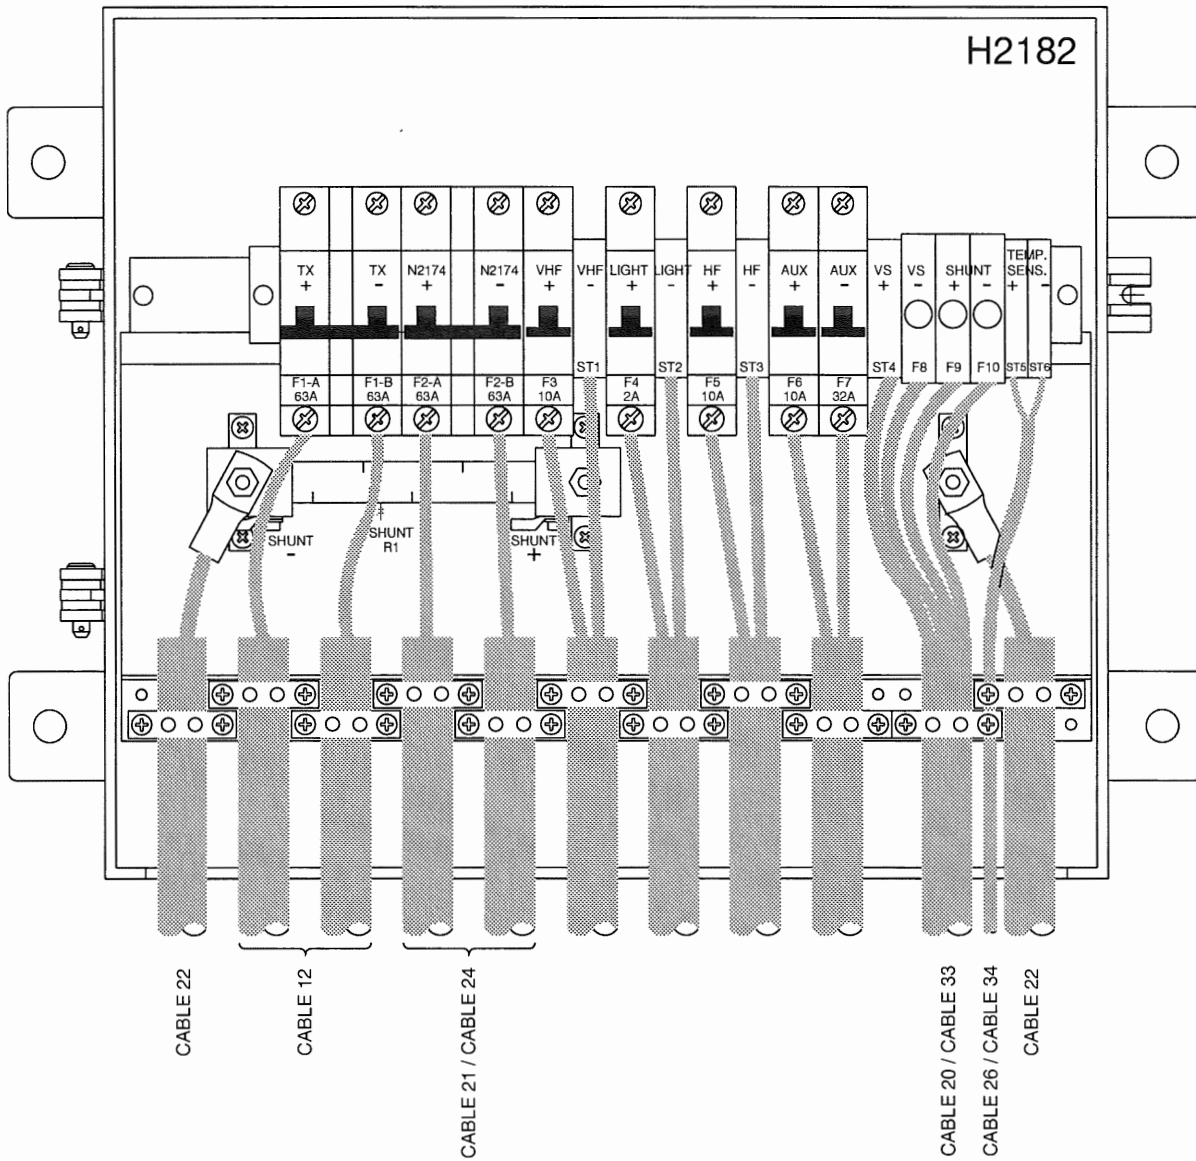 H2182
TX TX N2174 N2174 VHF VHF LIGHT LIGHT HF HF AUX AUX VS VS SHUNT TEMP. SENS.
+ - + - + - + - + - + - + - + - + -
ST1 ST2 ST3 ST4 F8 F9 F10 ST5 ST6
F1-A F1-B F2-A F2-B F3 F4 F5 F6 F7
63A 63A 63A 63A 10A 2A 10A 10A 32A
SHUNT
-
SHUNT
R1
SHUNT
+
CABLE 22
CABLE 12
CABLE 21 / CABLE 24
CABLE 20 / CABLE 33
CABLE 26 / CABLE 34
CABLE 22